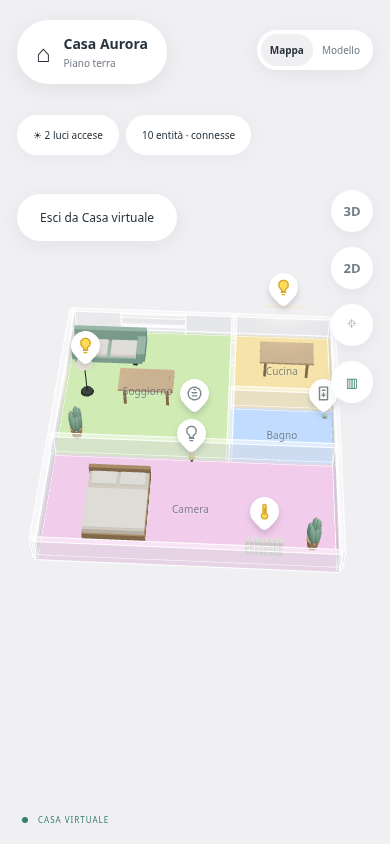 Casa Aurora
Piano terra
Mappa
Modello
2 luci accese
10 entità · connesse
Esci da Casa virtuale
3D
2D
Cucina
Soggiorno
Bagno
Camera
CASA VIRTUALE